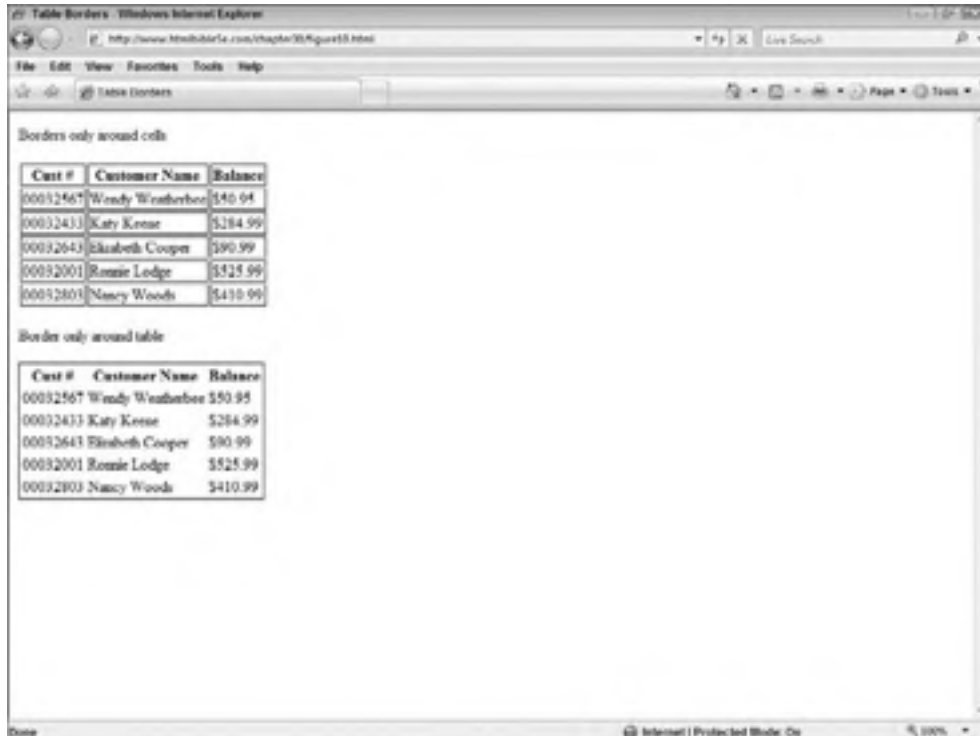 Table Borders - Windows Internet Explorer
Live Search
File Edit View Favorites Tools Help
Table Borders
Page Tools
Borders only around cells
Cust # Customer Name Balance
00032567 Wendy Weatherbee $50.95
00032433 Katy Keene $284.99
00032643 Elizabeth Cooper $90.99
00032001 Ronnie Lodge $525.99
00032803 Nancy Woods $410.99
Border only around table
Cust # Customer Name Balance
00032567 Wendy Weatherbee $50.95
00032433 Katy Keene $284.99
00032643 Elizabeth Cooper $90.99
00032001 Ronnie Lodge $525.99
00032803 Nancy Woods $410.99
Done
Internet | Protected Mode: On
100%